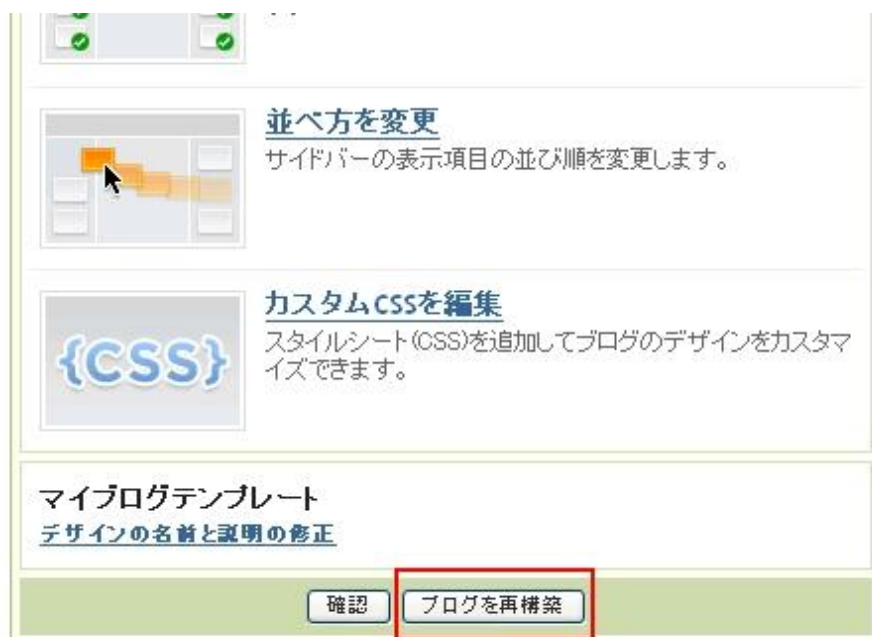 並べ方を変更
サイドバーの表示項目の並び順を変更します。
カスタムCSSを編集
{CSS}
スタイルシート(CSS)を追加してブログのデザインをカスタマ
イズできます。
マイブログテンプレート
デザインの名前と説明の修正
確認 ブログを再構築